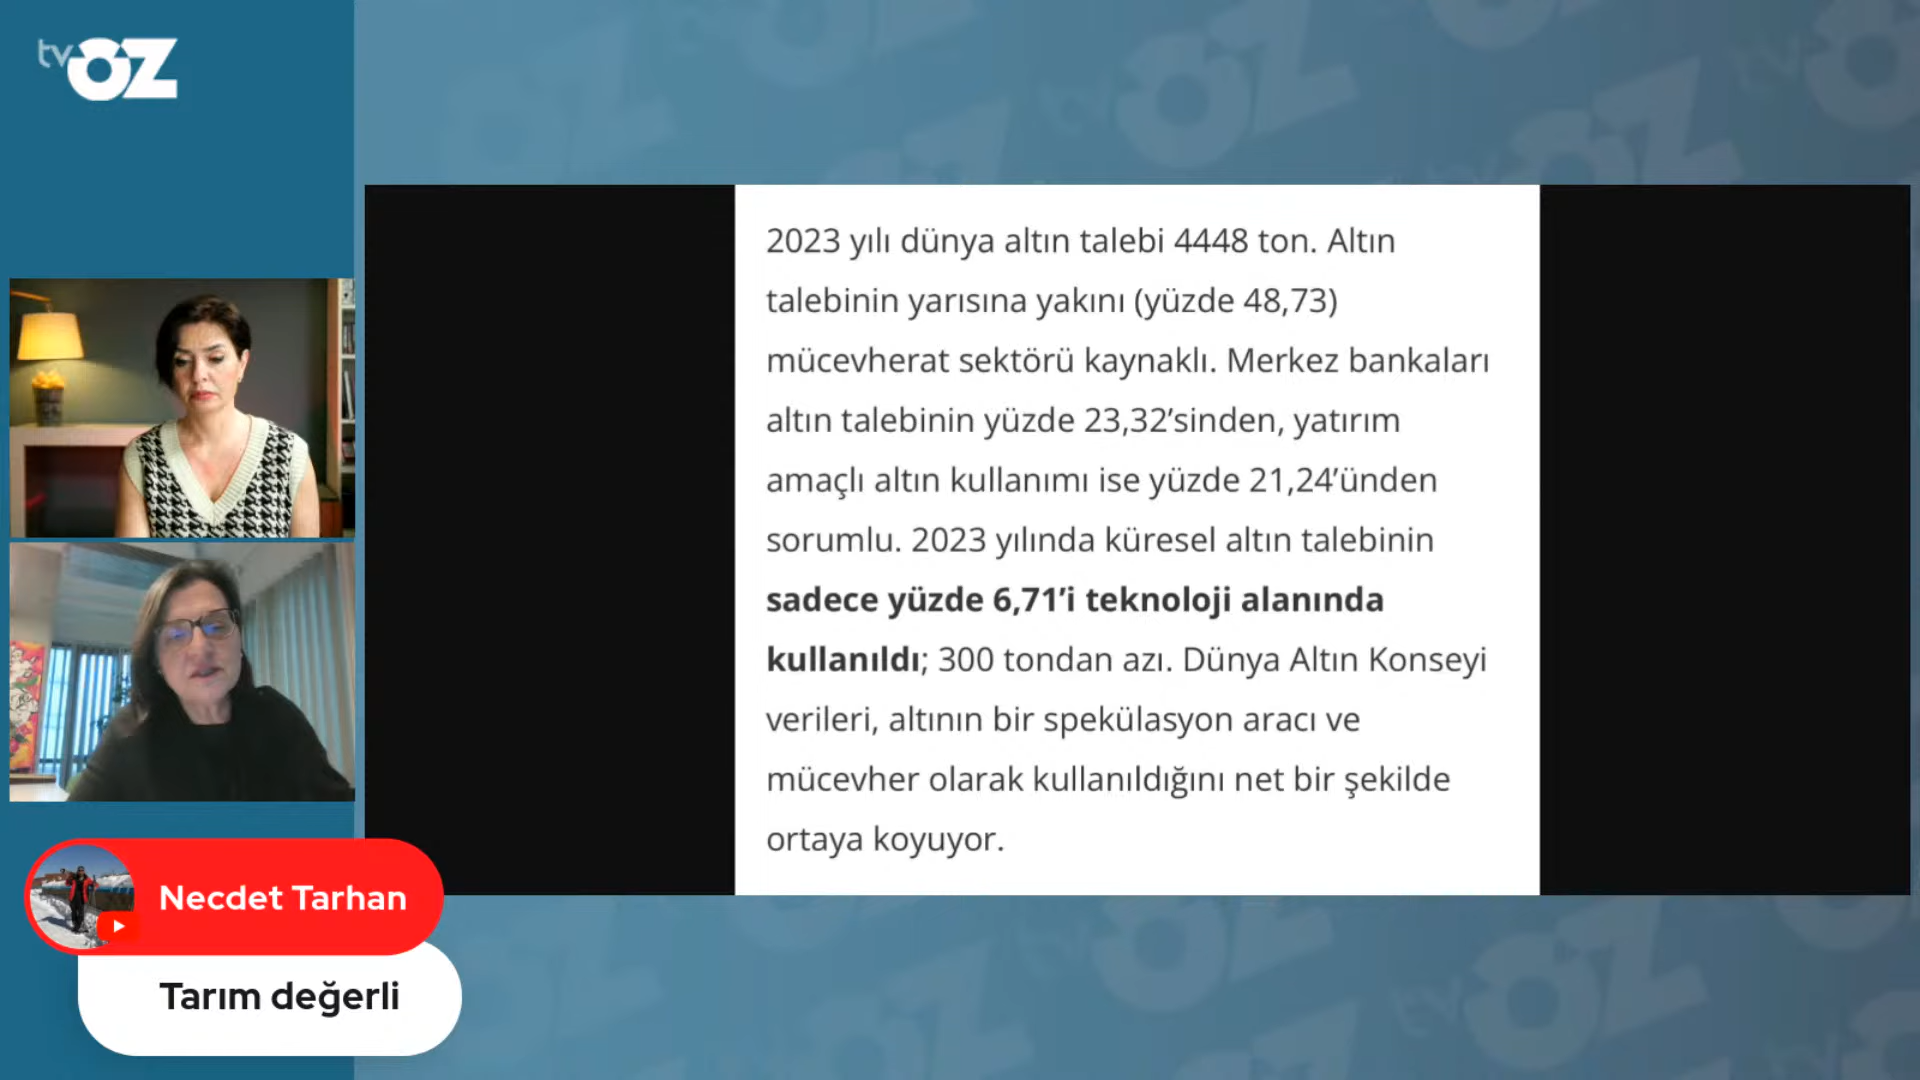 tv ÖZ
2023 yılı dünya altın talebi 4448 ton. Altın
talebinin yarısına yakını (yüzde 48,73)
mücevherat sektörü kaynaklı. Merkez bankaları
altın talebinin yüzde 23,32’sinden, yatırım
amaçlı altın kullanımı ise yüzde 21,24’ünden
sorumlu. 2023 yılında küresel altın talebinin
sadece yüzde 6,71’i teknoloji alanında
kullanıldı; 300 tondan azı. Dünya Altın Konseyi
verileri, altının bir spekülasyon aracı ve
mücevher olarak kullanıldığını net bir şekilde
ortaya koyuyor.
Necdet Tarhan
Tarım değerli